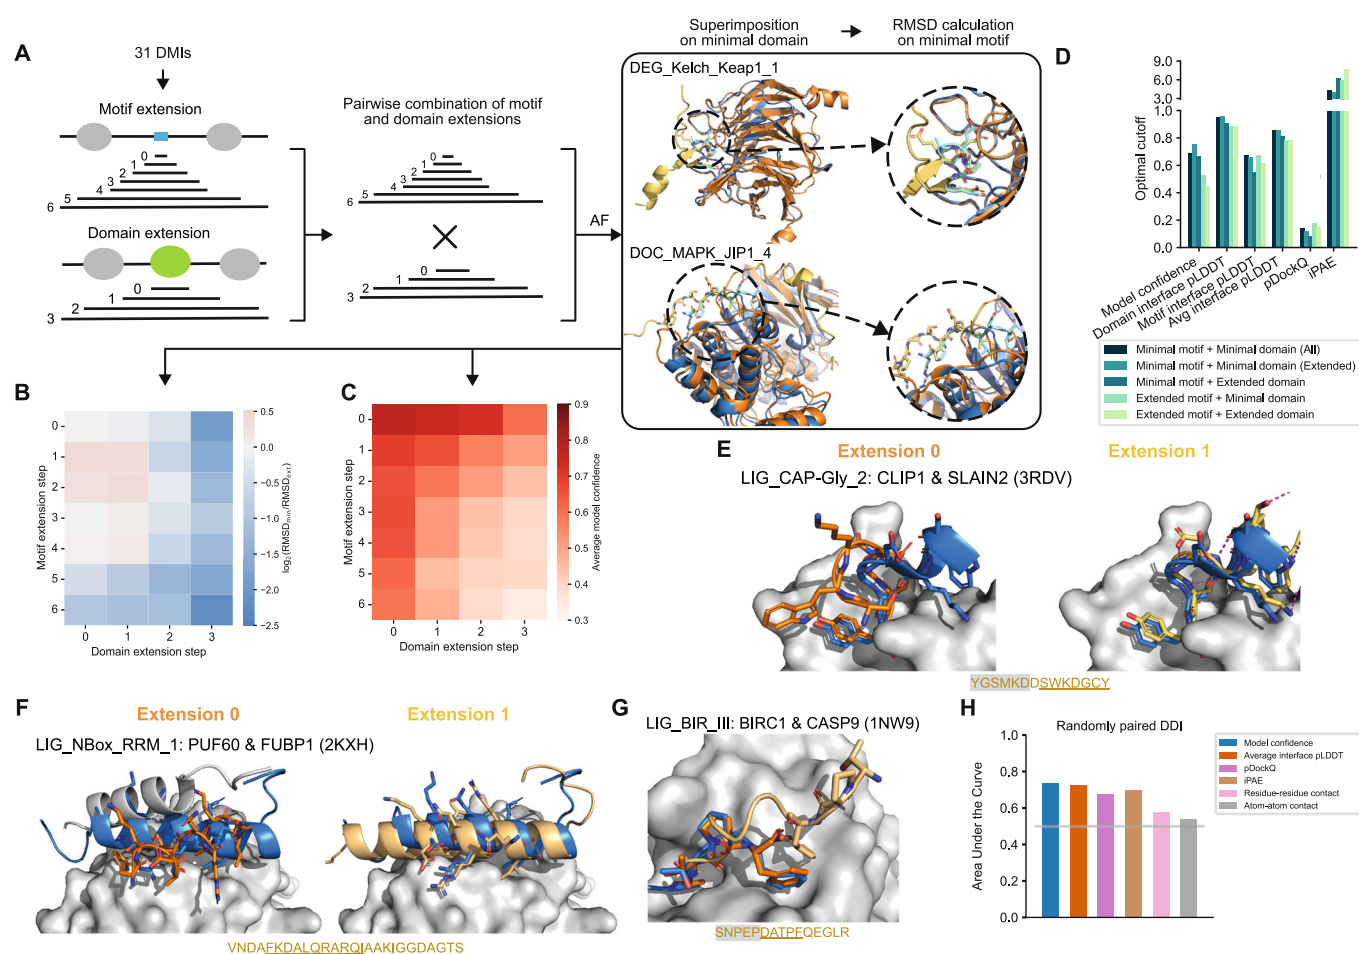 A
31 DMIs
Motif extension
0
1
2
3
4
5
6
Domain extension
0
1
2
3
Pairwise combination of motif
and domain extensions
0
1
2
3
4
5
6
0
1
2
3
AF
Superimposition
on minimal domain
RMSD calculation
on minimal motif
DEG_Kelch_Keap1_1
DOC_MAPK_JIP1_4
D
9.0
6.0
3.0
1.0
0.8
0.6
0.4
0.2
0.0
Optimal cutoff
Model confidence
Domain interface pLDDT
Motif interface pLDDT
Avg interface pLDDT
pDockQ
iPAE
Minimal motif + Minimal domain (All)
Minimal motif + Minimal domain (Extended)
Minimal motif + Extended domain
Extended motif + Minimal domain
Extended motif + Extended domain
B
Motif extension step
0
1
2
3
4
5
6
0 1 2 3
Domain extension step
0.5
0.0
−0.5
−1.0
−1.5
−2.0
−2.5
log₂(RMSDmin/RMSDext)
C
Motif extension step
0
1
2
3
4
5
6
0 1 2 3
Domain extension step
0.9
0.8
0.7
0.6
0.5
0.4
0.3
Average model confidence
E
Extension 0
Extension 1
LIG_CAP-Gly_2: CLIP1 & SLAIN2 (3RDV)
YGSMKDDSWKDGCY
F
Extension 0
Extension 1
LIG_NBox_RRM_1: PUF60 & FUBP1 (2KXH)
VNDAFKDALQRARQIAAKIGGDAGTS
G
LIG_BIR_III: BIRC1 & CASP9 (1NW9)
SNPEPDATPFQEGLR
H
Randomly paired DDI
Area Under the Curve
1.0
0.8
0.6
0.4
0.2
0.0
Model confidence
Average interface pLDDT
pDockQ
iPAE
Residue-residue contact
Atom-atom contact